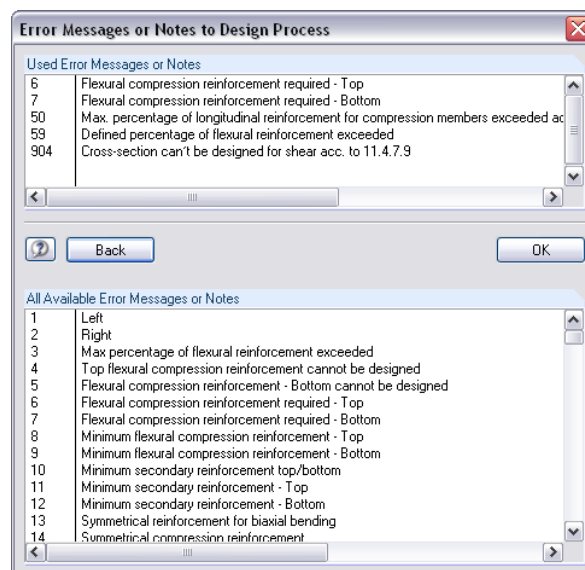 Error Messages or Notes to Design Process
Used Error Messages or Notes
6 Flexural compression reinforcement required - Top
7 Flexural compression reinforcement required - Bottom
50 Max. percentage of longitudinal reinforcement for compression members exceeded ac
59 Defined percentage of flexural reinforcement exceeded
904 Cross-section can´t be designed for shear acc. to 11.4.7.9
Back
OK
All Available Error Messages or Notes
1 Left
2 Right
3 Max percentage of flexural reinforcement exceeded
4 Top flexural compression reinforcement cannot be designed
5 Flexural compression reinforcement - Bottom cannot be designed
6 Flexural compression reinforcement required - Top
7 Flexural compression reinforcement required - Bottom
8 Minimum flexural compression reinforcement - Top
9 Minimum flexural compression reinforcement - Bottom
10 Minimum secondary reinforcement top/bottom
11 Minimum secondary reinforcement - Top
12 Minimum secondary reinforcement - Bottom
13 Symmetrical reinforcement for biaxial bending
14 Symmetrical compression reinforcement